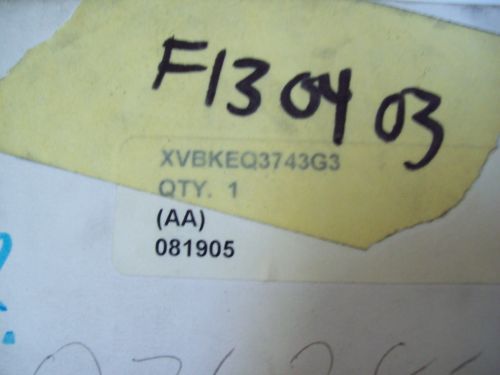 F130403
XVBKEQ3743G3
QTY. 1
(AA)
081905